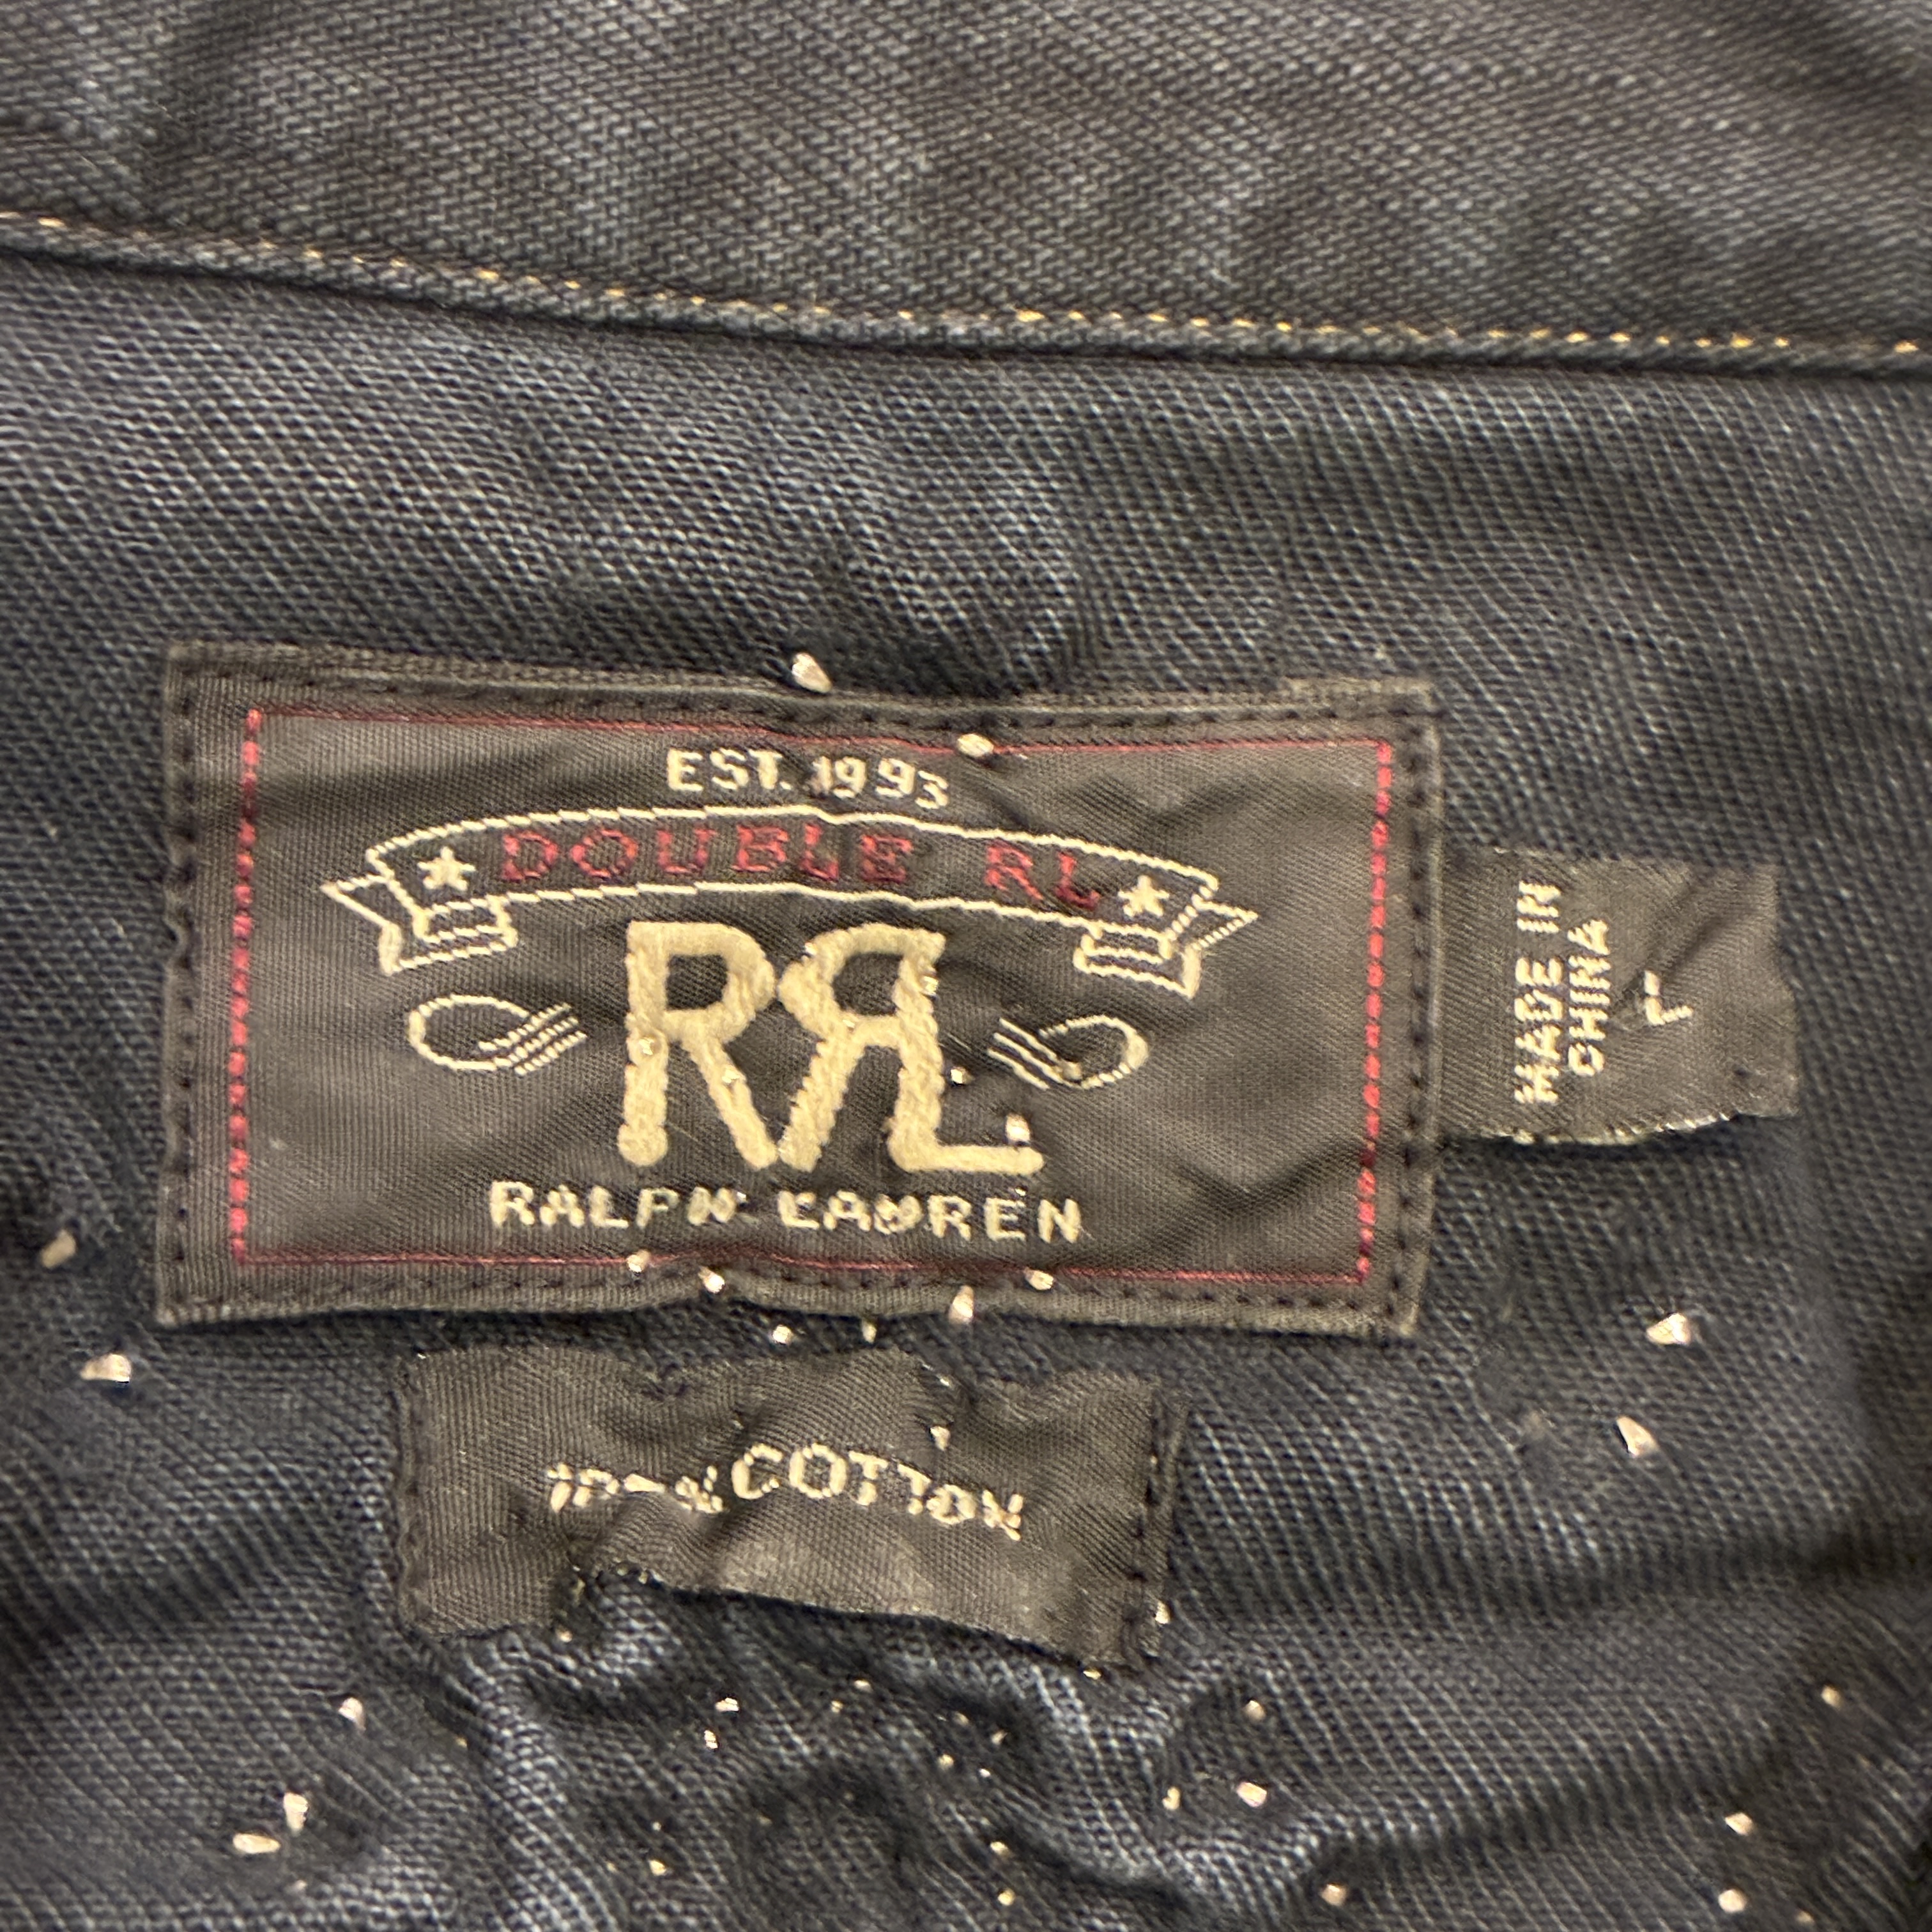 EST. 1993
DOUBLE RL
RRL
RALPH LAUREN
MADE IN
CHINA
L
COTTON